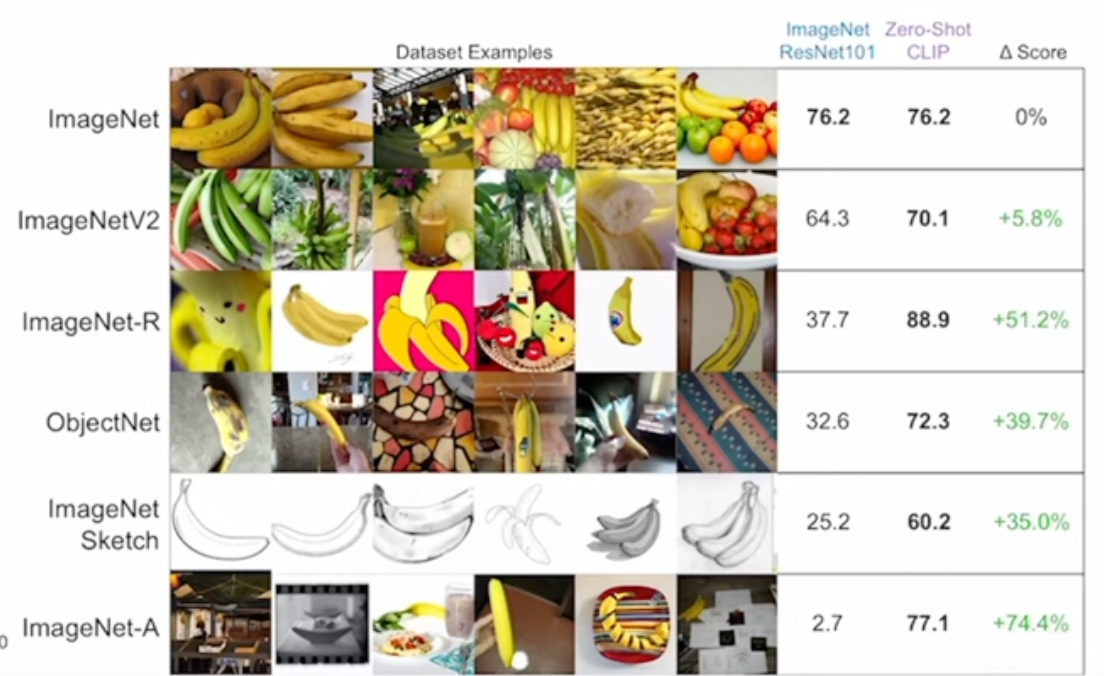 Dataset Examples
ImageNet ResNet101
Zero-Shot CLIP
Δ Score
ImageNet 76.2 76.2 0%
ImageNetV2 64.3 70.1 +5.8%
ImageNet-R 37.7 88.9 +51.2%
ObjectNet 32.6 72.3 +39.7%
ImageNet Sketch 25.2 60.2 +35.0%
0
ImageNet-A 2.7 77.1 +74.4%